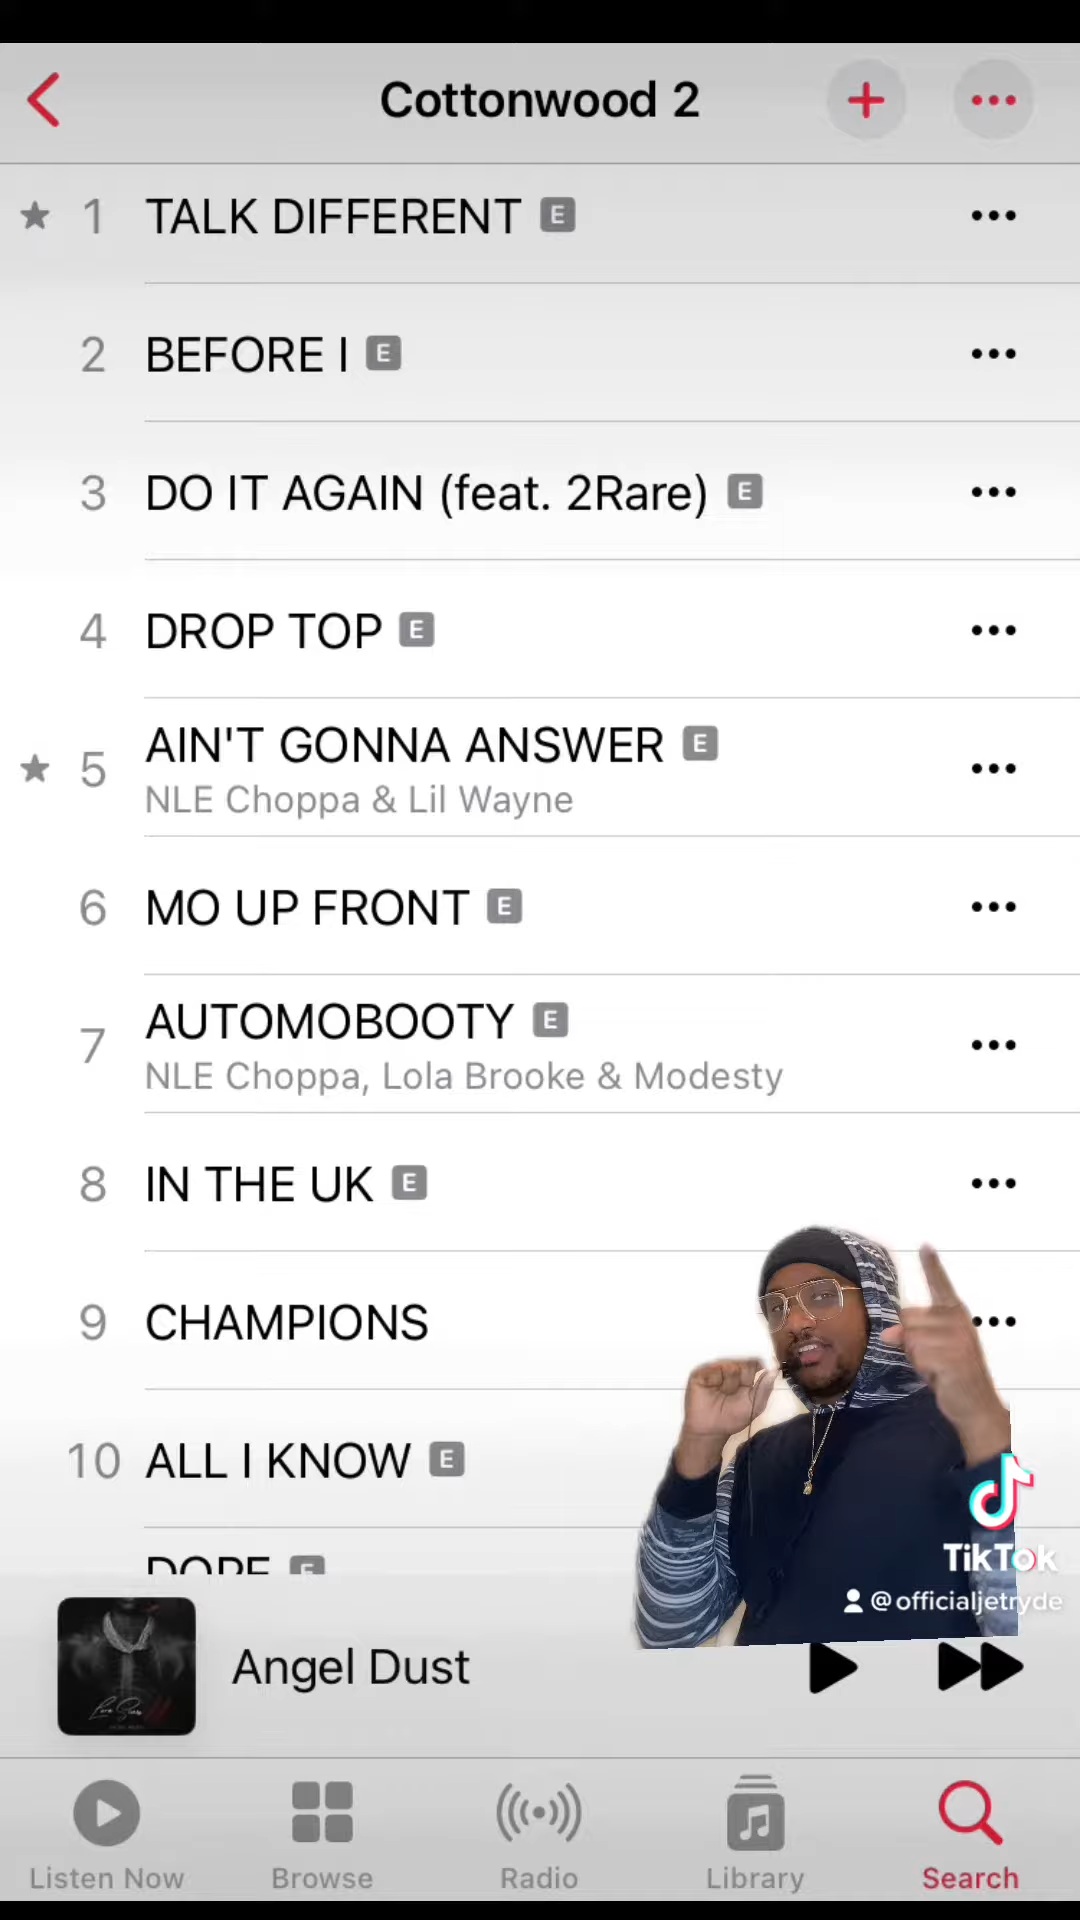 Cottonwood 2
1 TALK DIFFERENT E
2 BEFORE I E
3 DO IT AGAIN (feat. 2Rare) E
4 DROP TOP E
5 AIN'T GONNA ANSWER E
NLE Choppa & Lil Wayne
6 MO UP FRONT E
7 AUTOMOBOOTY E
NLE Choppa, Lola Brooke & Modesty
8 IN THE UK E
9 CHAMPIONS
10 ALL I KNOW E
DOPE E
TikTok
@officialjetryde
Angel Dust
Listen Now
Browse
Radio
Library
Search